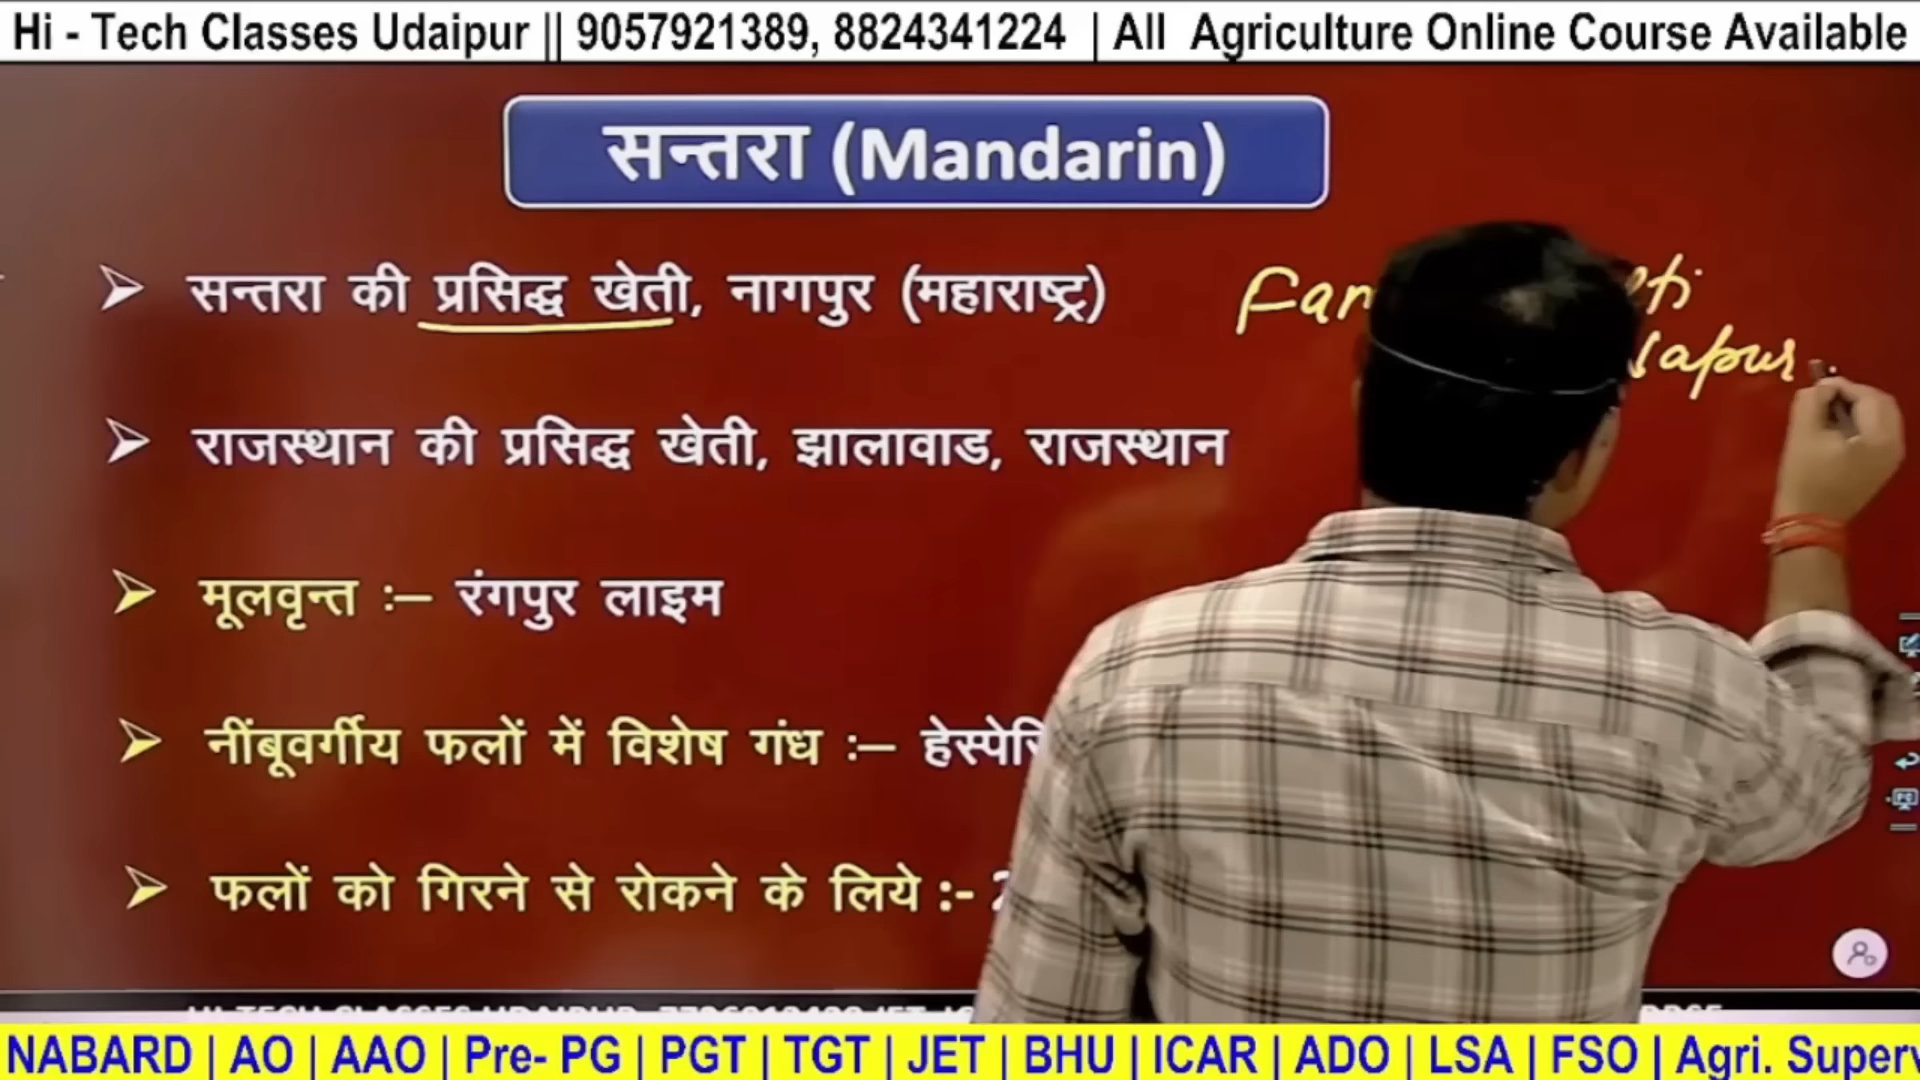 Hi - Tech Classes Udaipur || 9057921389, 8824341224 | All Agriculture Online Course Available
सन्तरा (Mandarin)
➢ सन्तरा की प्रसिद्ध खेती, नागपुर (महाराष्ट्र)
➢ राजस्थान की प्रसिद्ध खेती, झालावाड, राजस्थान
➢ मूलवृन्त :– रंगपुर लाइम
➢ नींबूवर्गीय फलों में विशेष गंध :–
➢ फलों को गिरने से रोकने के लिये :-
NABARD | AO | AAO | Pre- PG | PGT | TGT | JET | BHU | ICAR | ADO | LSA | FSO | Agri.